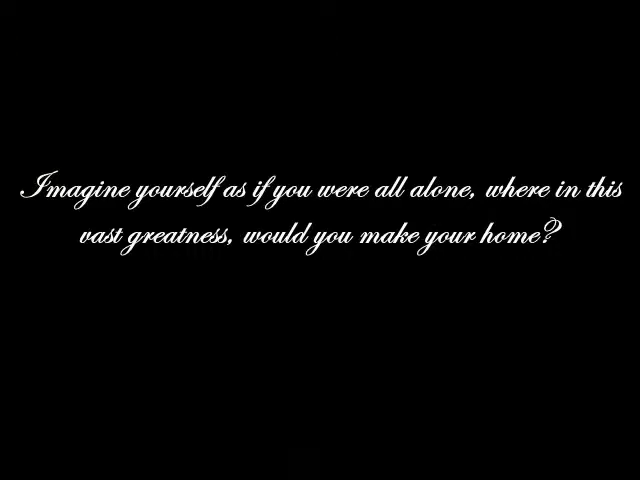 Imagine yourself as if you were all alone, where in this
vast greatness, would you make your home?